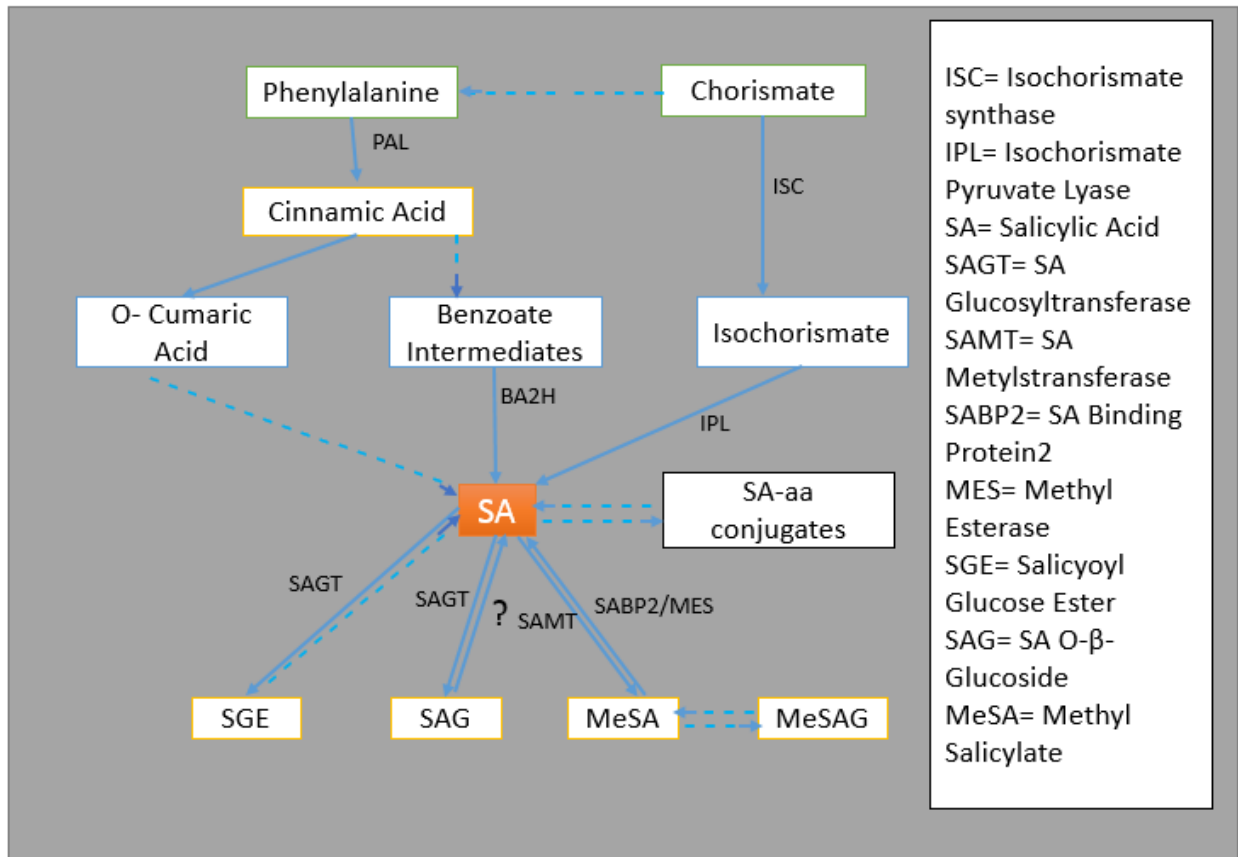 Phenylalanine
Chorismate
PAL
ISC
Cinnamic Acid
O- Cumaric
Acid
Benzoate
Intermediates
Isochorismate
BA2H
IPL
SA
SA-aa
conjugates
SAGT
SAGT
?
SAMT
SABP2/MES
SGE
SAG
MeSA
MeSAG
ISC= Isochorismate
synthase
IPL= Isochorismate
Pyruvate Lyase
SA= Salicylic Acid
SAGT= SA
Glucosyltransferase
SAMT= SA
Metylstransferase
SABP2= SA Binding
Protein2
MES= Methyl
Esterase
SGE= Salicyoyl
Glucose Ester
SAG= SA O-β-
Glucoside
MeSA= Methyl
Salicylate